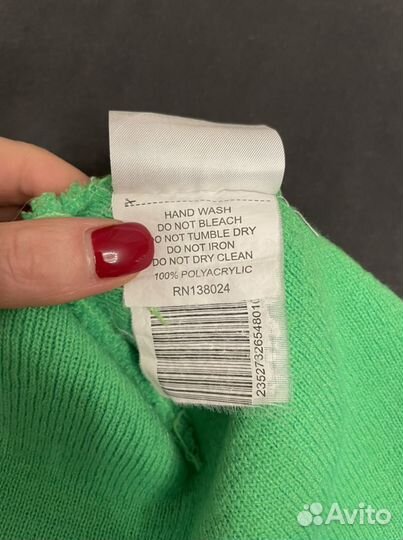 HAND WASH
DO NOT BLEACH
DO NOT TUMBLE DRY
DO NOT IRON
DO NOT DRY CLEAN
100% POLYACRYLIC
RN138024
23527326548010
Avito